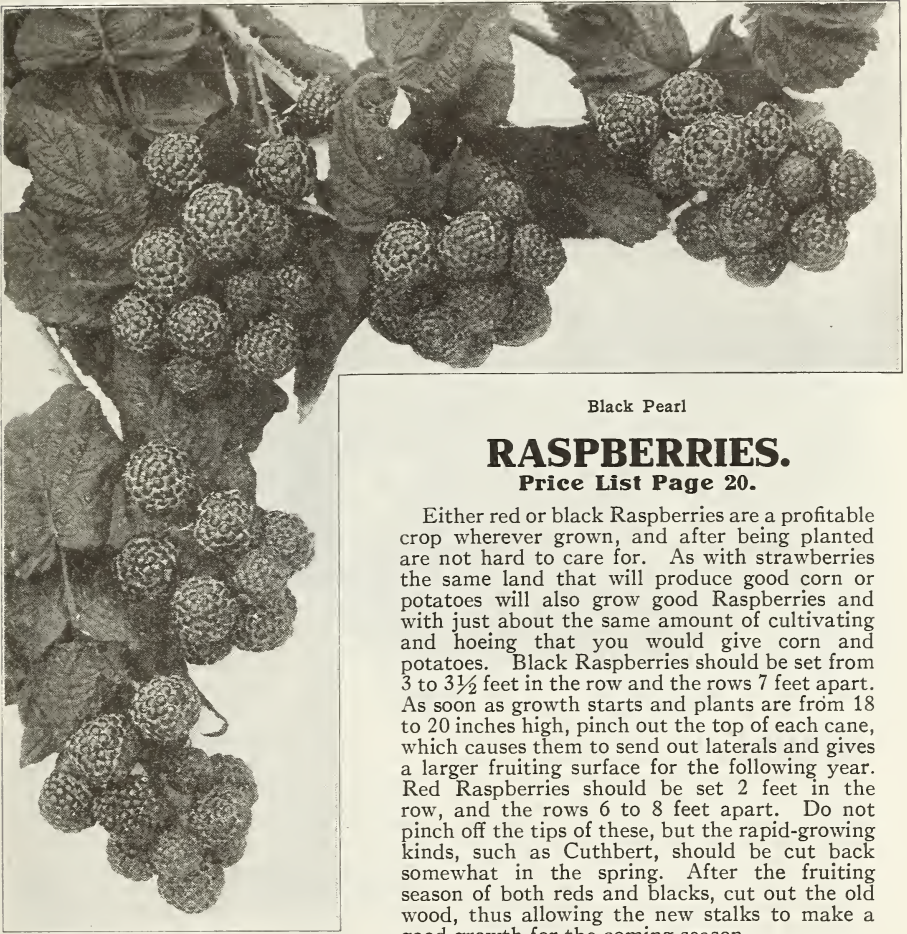 Black Pearl
RASPBERRIES.
Price List Page 20.
Either red or black Raspberries are a profitable
crop wherever grown, and after being planted
are not hard to care for. As with strawberries
the same land that will produce good corn or
potatoes will also grow good Raspberries and
with just about the same amount of cultivating
and hoeing that you would give corn and
potatoes. Black Raspberries should be set from
3 to 3½ feet in the row and the rows 7 feet apart.
As soon as growth starts and plants are from 18
to 20 inches high, pinch out the top of each cane,
which causes them to send out laterals and gives
a larger fruiting surface for the following year.
Red Raspberries should be set 2 feet in the
row, and the rows 6 to 8 feet apart. Do not
pinch off the tips of these, but the rapid-growing
kinds, such as Cuthbert, should be cut back
somewhat in the spring. After the fruiting
season of both reds and blacks, cut out the old
wood, thus allowing the new stalks to make a
good growth for the coming season.